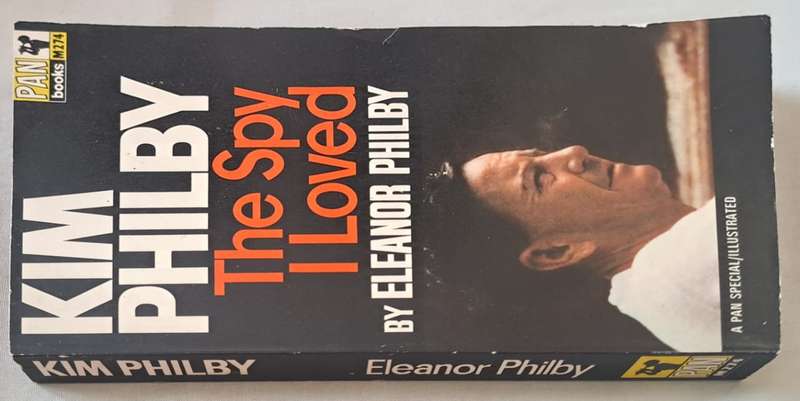 PAN
books
M274
KIM
PHILBY
The Spy
I Loved
BY ELEANOR PHILBY
A PAN SPECIAL/ILLUSTRATED
KIM PHILBY
Eleanor Philby
PAN
M 274